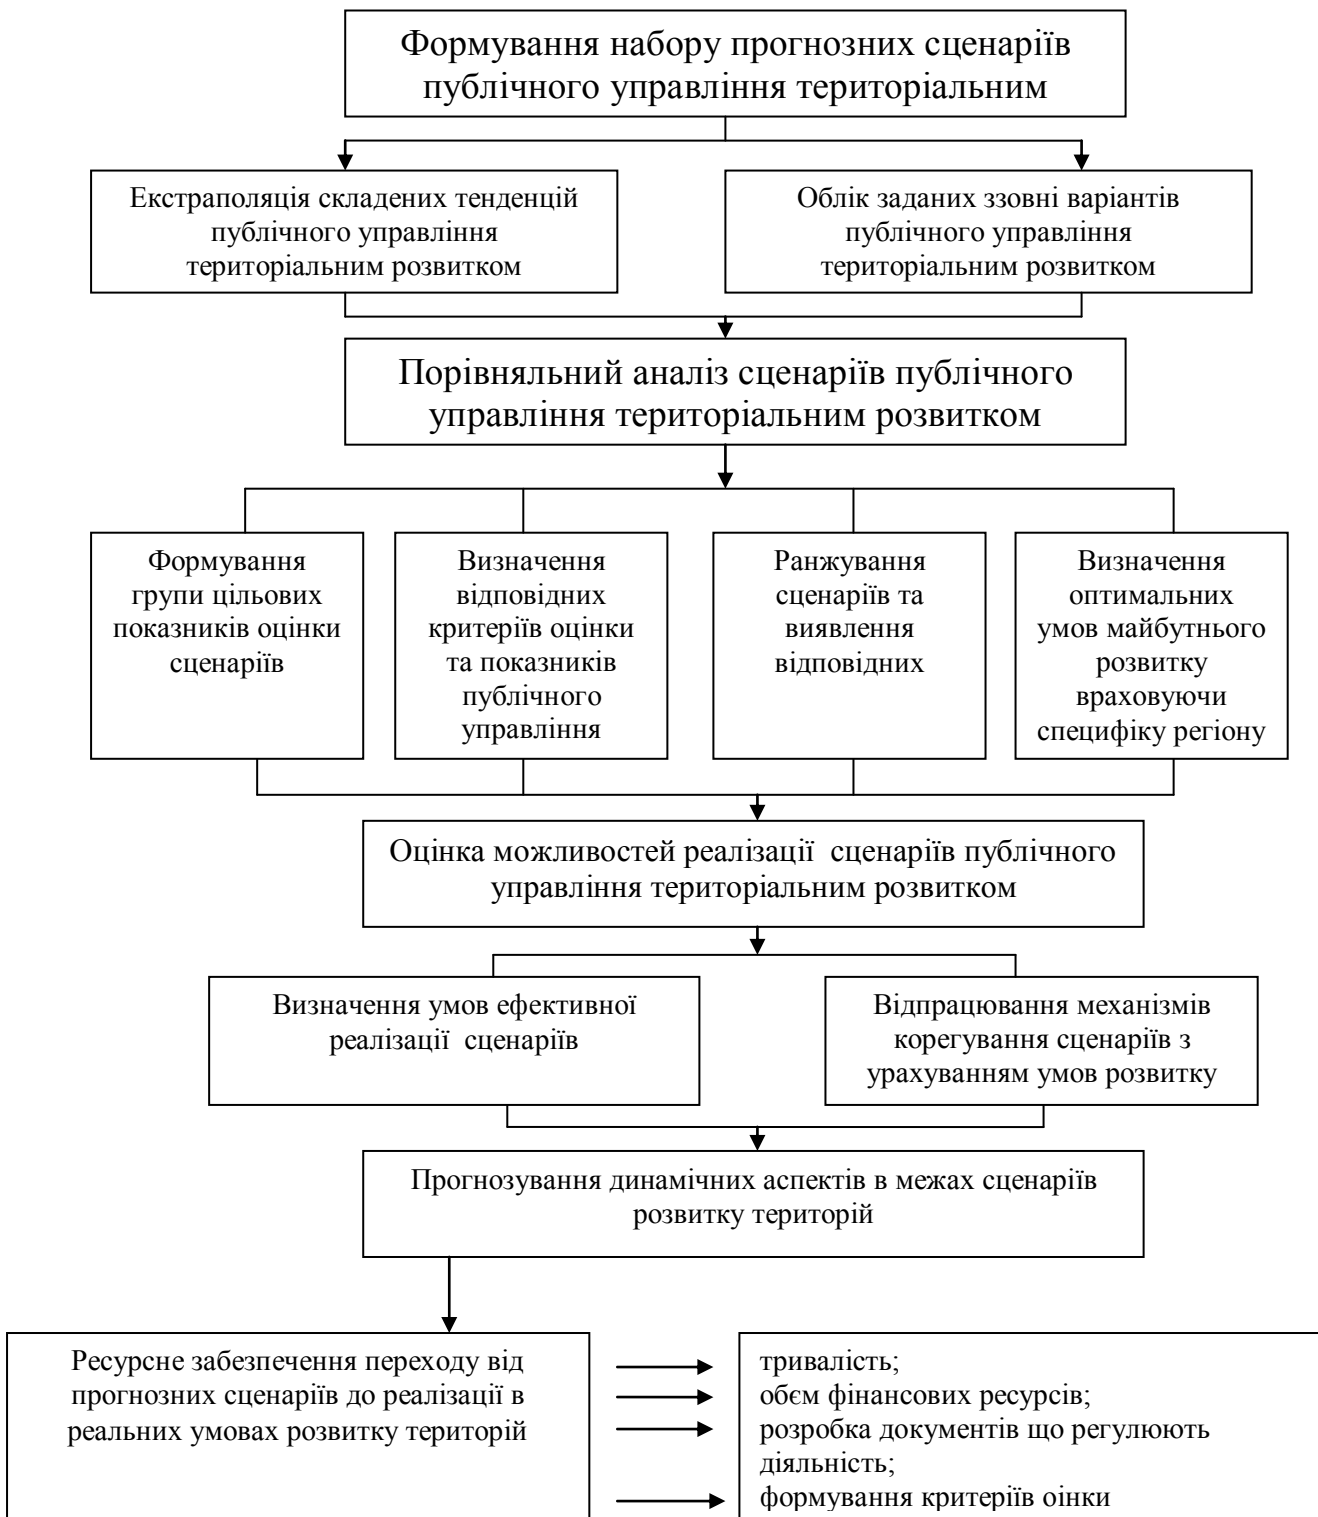 Формування набору прогнозних сценаріїв
публічного управління територіальним
Екстраполяція складених тенденцій
публічного управління
територіальним розвитком
Облік заданих ззовні варіантів
публічного управління
територіальним розвитком
Порівняльний аналіз сценаріїв публічного
управління територіальним розвитком
Формування
групи цільових
показників оцінки
сценаріїв
Визначення
відповідних
критеріїв оцінки
та показників
публічного
управління
Ранжування
сценаріїв та
виявлення
відповідних
Визначення
оптимальних
умов майбутнього
розвитку
враховуючи
специфіку регіону
Оцінка можливостей реалізації сценаріїв публічного
управління територіальним розвитком
Визначення умов ефективної
реалізації сценаріїв
Відпрацювання механізмів
корегування сценаріїв з
урахуванням умов розвитку
Прогнозування динамічних аспектів в межах сценаріїв
розвитку територій
Ресурсне забезпечення переходу від
прогнозних сценаріїв до реалізації в
реальних умовах розвитку територій
тривалість;
обєм фінансових ресурсів;
розробка документів що регулюють
діяльність;
формування критеріїв оінки